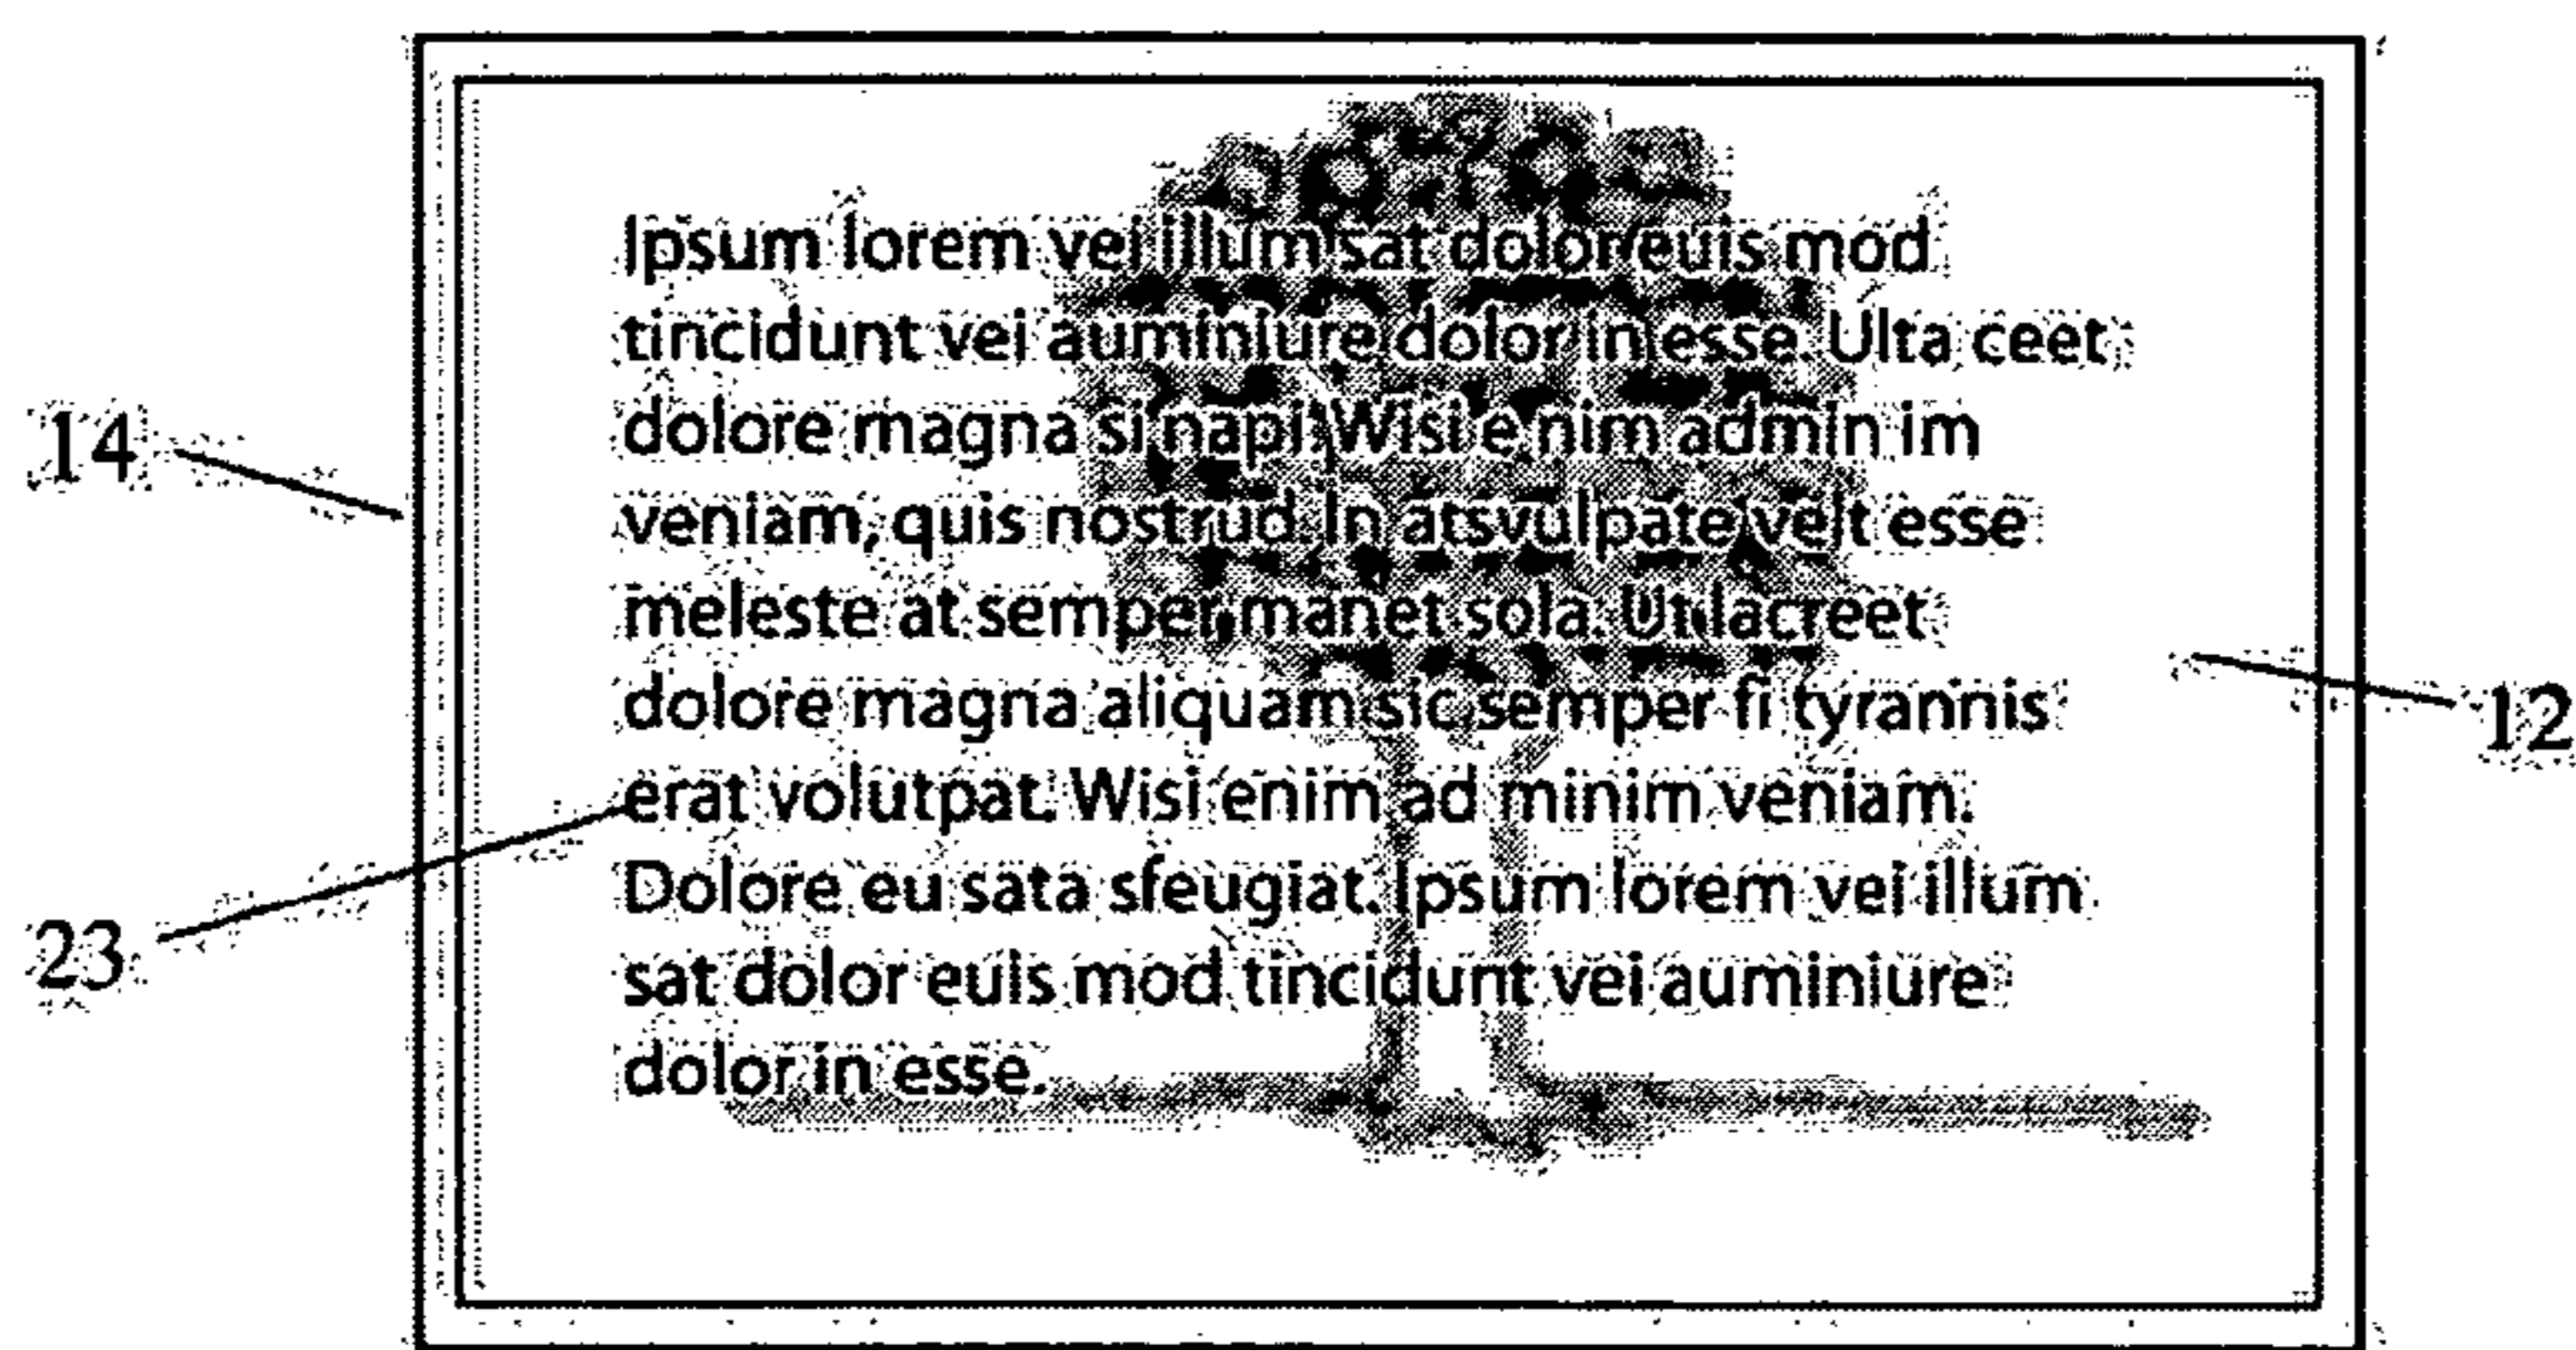 Ipsum lorem vei illum sat dolor euis mod
tincidunt vei auminiure dolor in esse. Ulta ceet
14
dolore magna si napi. Wisi e nim admin im
veniam, quis nostrud. In atsvulpate velt esse
meleste at semper, manet sola. Ut lacreet
dolore magna aliquam sic semper fi tyrannis
12
erat volutpat. Wisi enim ad minim veniam.
Dolore eu sata sfeugiat. Ipsum lorem vei illum
23
sat dolor euis mod tincidunt vei auminiure
dolor in esse.